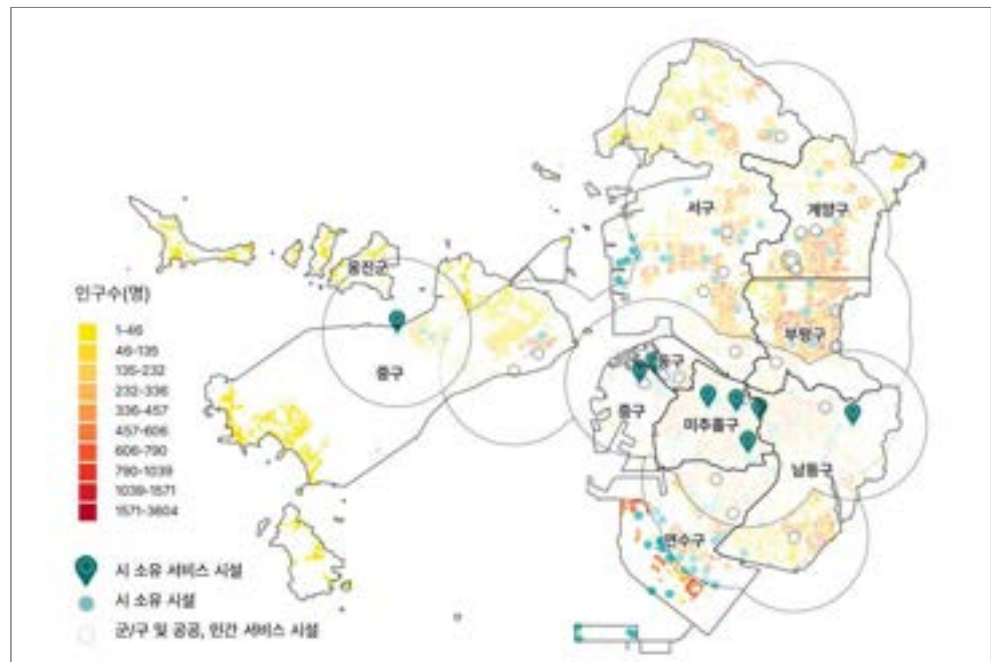 서구
계양구
옹진군
인구수(명)
1-46
46-135
135-232
232-336
336-457
457-606
606-790
790-1039
1039-1571
1571-3604
부평구
중구
동구
중구
미추홀구
남동구
연수구
시 소유 서비스 시설
시 소유 시설
군/구 및 공공, 민간 서비스 시설